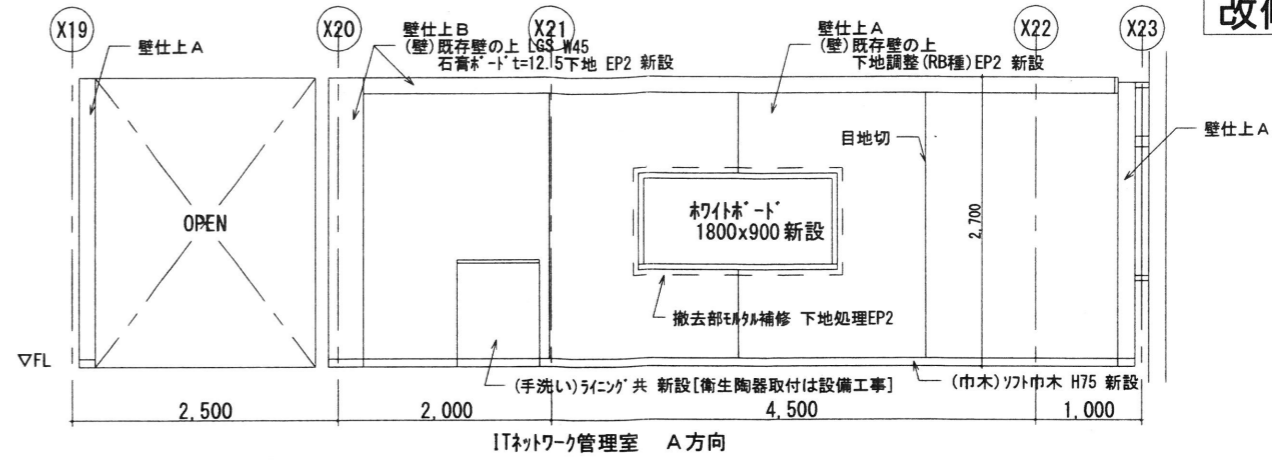 X19
X20
X21
X22
X23
改修
壁仕上A
壁仕上B
(壁)既存壁の上 LGS W45
石膏ボードt=12.5下地 EP2 新設
壁仕上A
(壁)既存壁の上
下地調整(RB種)EP2 新設
目地切
壁仕上A
OPEN
ホワイトボード
1800x900 新設
2,700
撤去部モルタル補修 下地処理EP2
▽FL
(手洗い)ライニング共 新設[衛生陶器取付は設備工事]
(巾木)ソフト巾木 H75 新設
2,500
2,000
4,500
1,000
ITネットワーク管理室 A方向